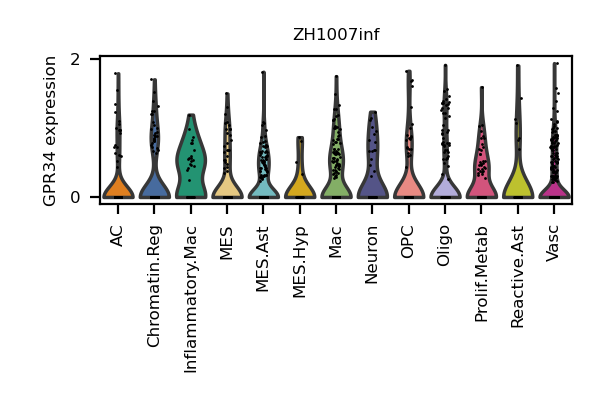 ZH1007inf
GPR34 expression
2
0
AC
Chromatin.Reg
Inflammatory.Mac
MES
MES.Ast
MES.Hyp
Mac
Neuron
OPC
Oligo
Prolif.Metab
Reactive.Ast
Vasc